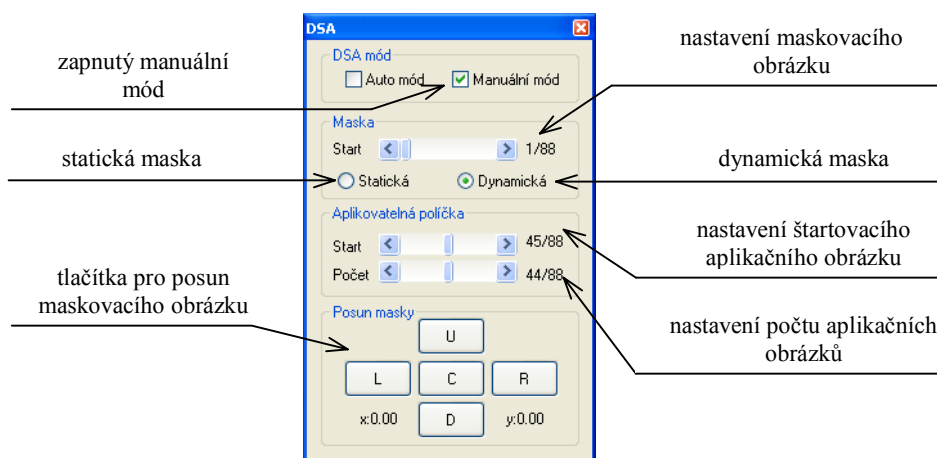 DSA
DSA mód
Auto mód
Manuální mód
Maska
Start
1/88
Statická
Dynamická
Aplikovatelná políčka
Start
45/88
Počet
44/88
Posun masky
U
L
C
R
x:0.00
D
y:0.00
zapnutý manuální
mód
statická maska
tlačítka pro posun
maskovacího obrázku
nastavení maskovacího
obrázku
dynamická maska
nastavení štartovacího
aplikačního obrázku
nastavení počtu aplikačních
obrázků